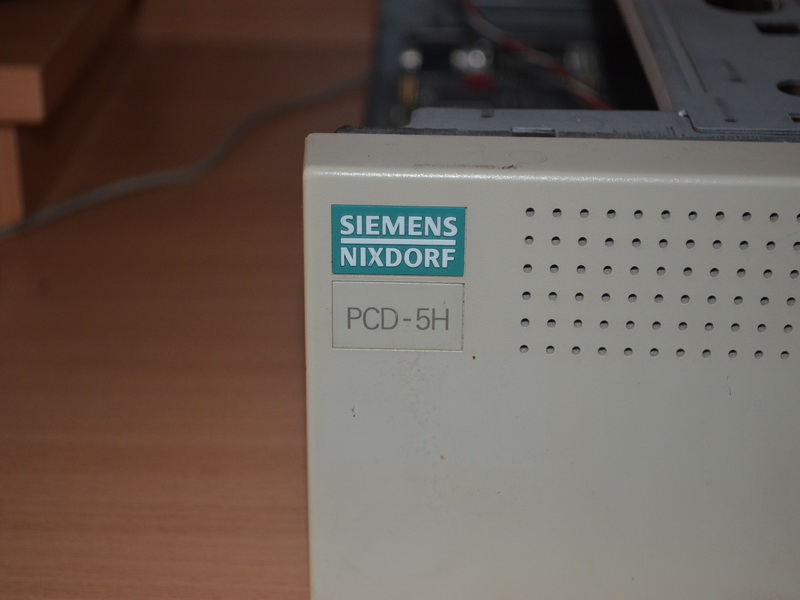 SIEMENS
NIXDORF
PCD-5H